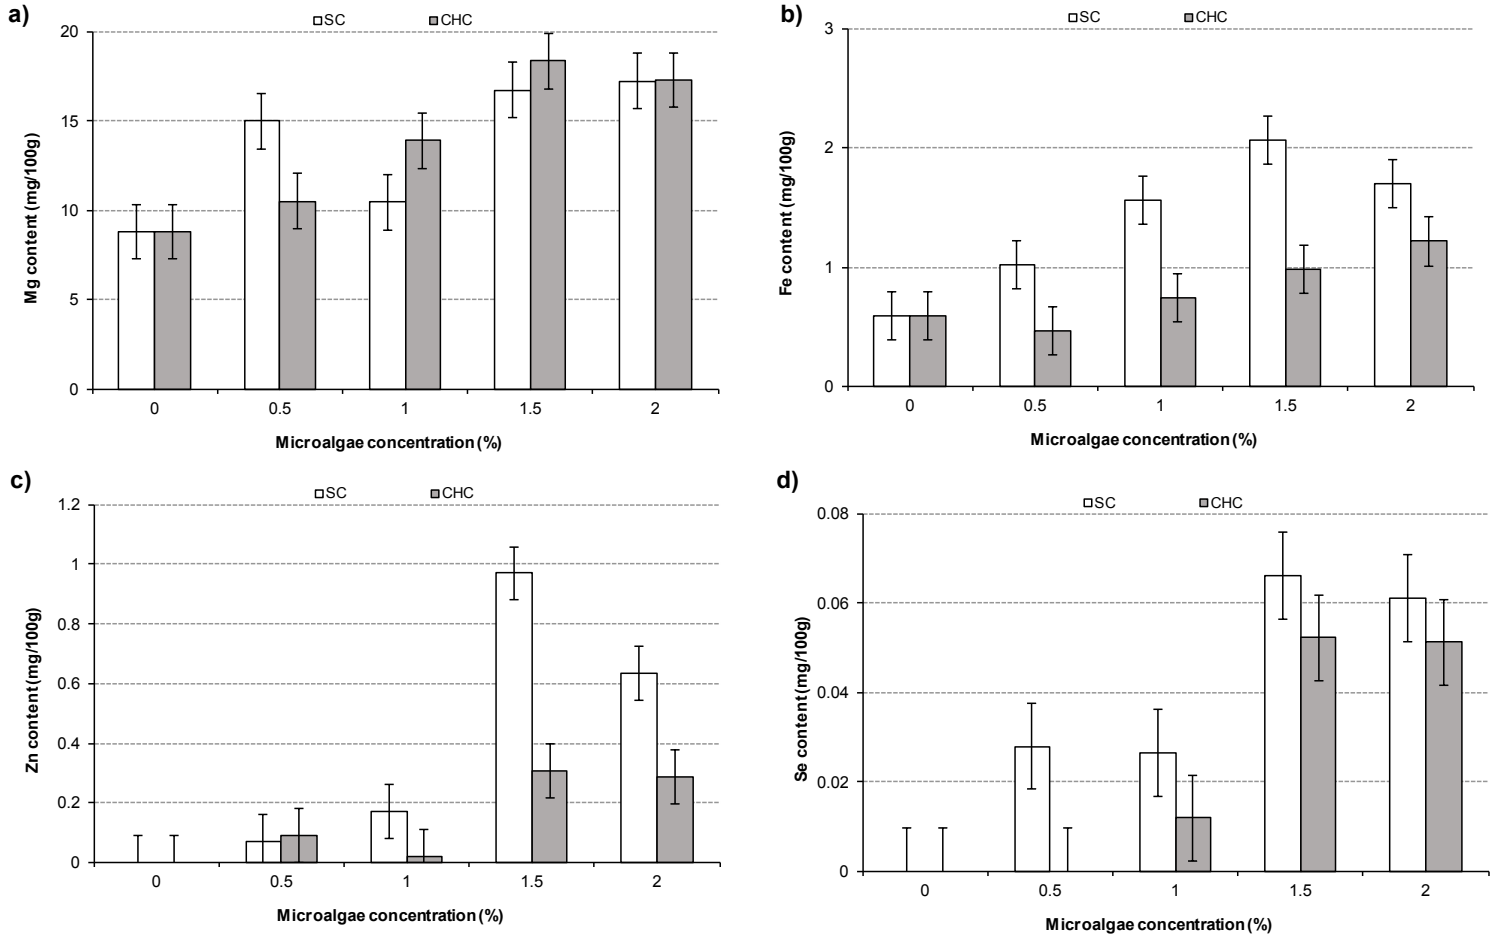 a)
SC CHC
20
15
10
5
0
Mg content (mg/100g)
0 0.5 1 1.5 2
Microalgae concentration (%)
b)
SC CHC
3
2
1
0
Fe content (mg/100g)
0 0.5 1 1.5 2
Microalgae concentration (%)
c)
SC CHC
1.2
1
0.8
0.6
0.4
0.2
0
Zn content (mg/100g)
0 0.5 1 1.5 2
Microalgae concentration (%)
d)
SC CHC
0.08
0.06
0.04
0.02
0
Se content (mg/100g)
0 0.5 1 1.5 2
Microalgae concentration (%)